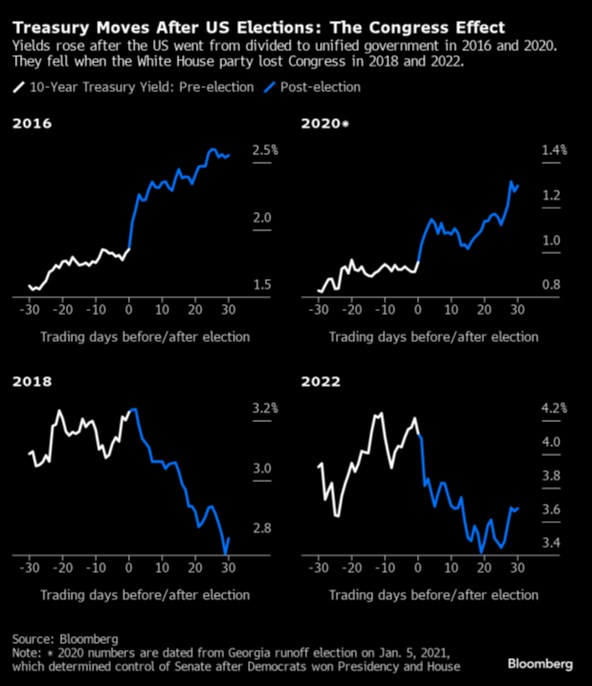 Treasury Moves After US Elections: The Congress Effect
Yields rose after the US went from divided to unified government in 2016 and 2020.
They fell when the White House party lost Congress in 2018 and 2022.
10-Year Treasury Yield: Pre-election Post-election
2016
2.5%
2.0
1.5
-30 -20 -10 0 10 20 30
Trading days before/after election
2020*
1.4%
1.2
1.0
0.8
-30 -20 -10 0 10 20 30
Trading days before/after election
2018
3.2%
3.0
2.8
-30 -20 -10 0 10 20 30
Trading days before/after election
2022
4.2%
4.0
3.8
3.6
3.4
-30 -20 -10 0 10 20 30
Trading days before/after election
Source: Bloomberg
Note: * 2020 numbers are dated from Georgia runoff election on Jan. 5, 2021,
which determined control of Senate after Democrats won Presidency and House
Bloomberg